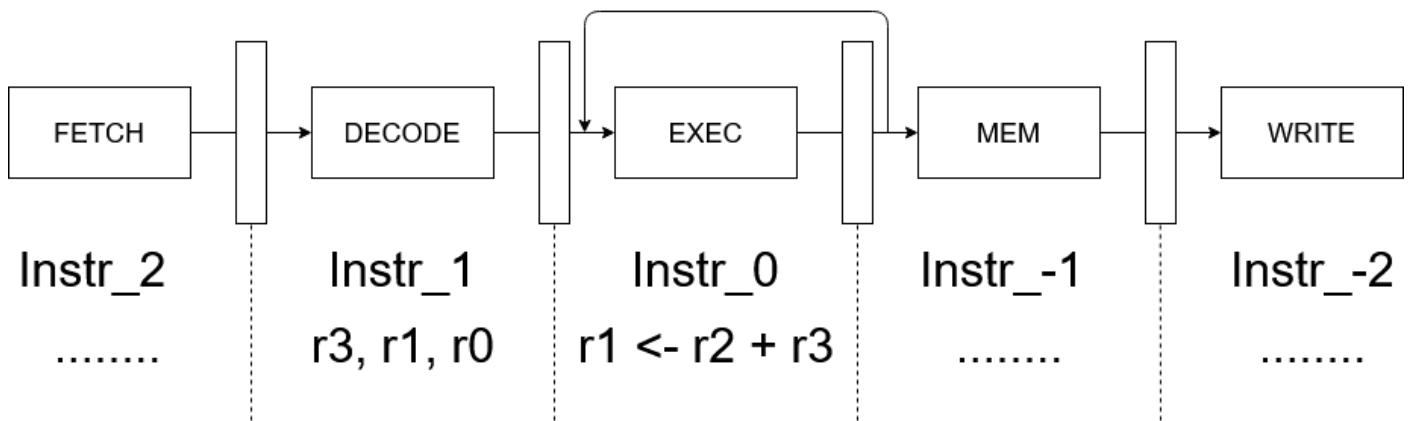 FETCH DECODE EXEC MEM WRITE
Instr_2 Instr_1 Instr_0 Instr_-1 Instr_-2
........ r3, r1, r0 r1 <- r2 + r3 ........ ........